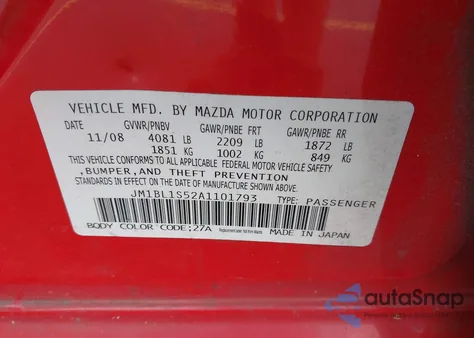 VEHICLE MFD. BY MAZDA MOTOR CORPORATION
DATE GVWR/PNBV GAWR/PNBE FRT GAWR/PNBE RR
11/08 4081 LB 2209 LB 1872 LB
1851 KG 1002 KG 849 KG
THIS VEHICLE CONFORMS TO ALL APPLICABLE FEDERAL MOTOR VEHICLE SAFETY
,BUMPER,AND THEFT PREVENTION
STANDARDS IN EFFECT ON THE DATE OF MANUFACTURE SHOWN ABOVE.
JM1BL1S52A1101793 TYPE: PASSENGER
BODY COLOR CODE:27A MADE IN JAPAN
autoSnap